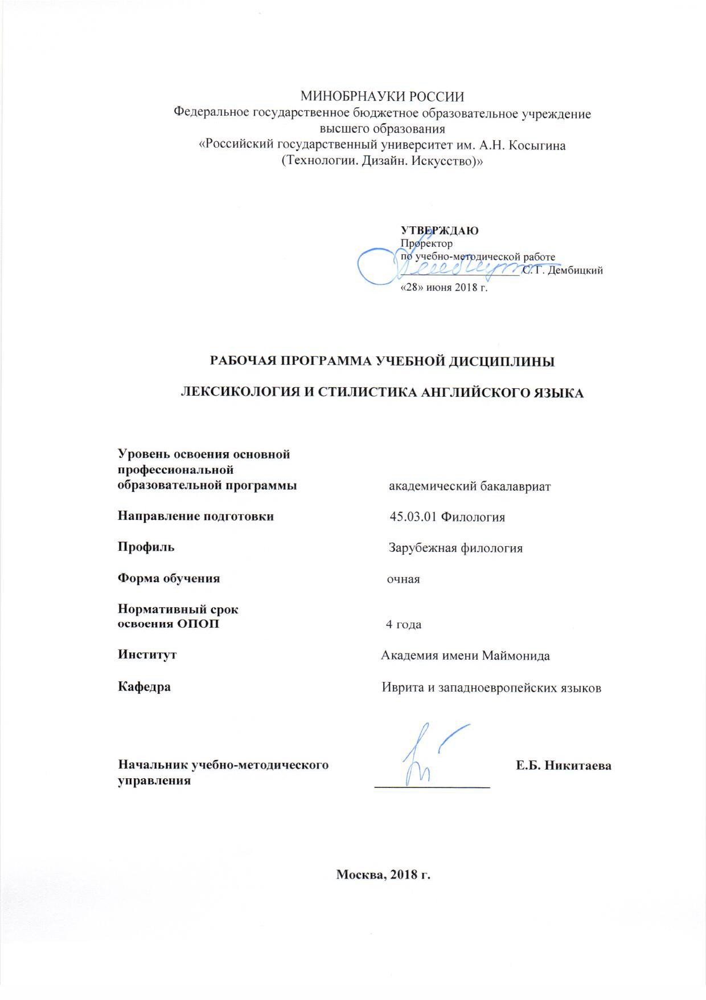 МИНОБРНАУКИ РОССИИ
Федеральное государственное бюджетное образовательное учреждение
высшего образования
«Российский государственный университет им. А.Н. Косыгина
(Технологии. Дизайн. Искусство)»
УТВЕРЖДАЮ
Проректор
по учебно-методической работе
С. Г. Дембицкий
«28» июня 2018 г.
РАБОЧАЯ ПРОГРАММА УЧЕБНОЙ ДИСЦИПЛИНЫ
ЛЕКСИКОЛОГИЯ И СТИЛИСТИКА АНГЛИЙСКОГО ЯЗЫКА
Уровень освоения основной
профессиональной
образовательной программы академический бакалавриат
Направление подготовки 45.03.01 Филология
Профиль Зарубежная филология
Форма обучения очная
Нормативный срок
освоения ОПОП 4 года
Институт Академия имени Маймонида
Кафедра Иврита и западноевропейских языков
Начальник учебно-методического Е.Б. Никитаева
управления
Москва, 2018 г.